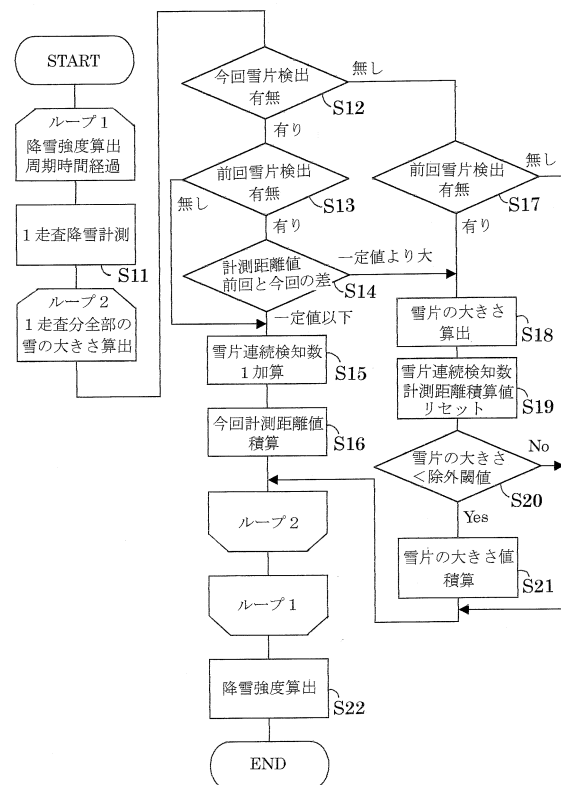 START
ループ1
降雪強度算出
周期時間経過
1走査降雪計測
S11
ループ2
1走査分全部の
雪の大きさ算出
今回雪片検出
有無
S12
無し
有り
前回雪片検出
有無
S13
無し
有り
計測距離値
前回と今回の差
S14
一定値より大
一定値以下
雪片連続検知数
1加算
S15
今回計測距離値
積算
S16
ループ2
ループ1
降雪強度算出
S22
END
前回雪片検出
有無
S17
無し
有り
雪片の大きさ
算出
S18
雪片連続検知数
計測距離積算値
リセット
S19
雪片の大きさ
<除外閾値
S20
No
Yes
雪片の大きさ値
積算
S21